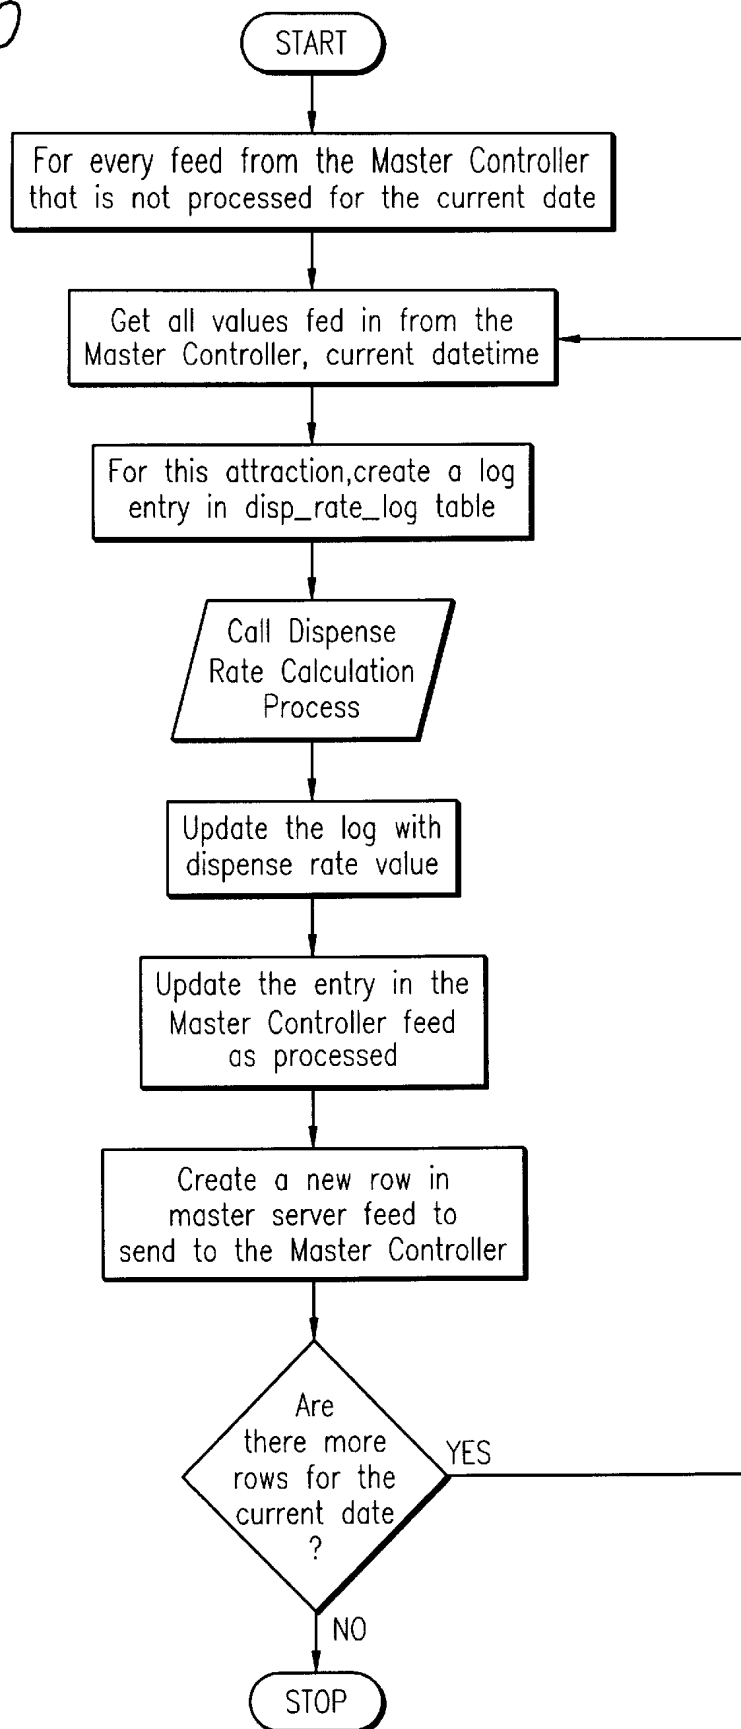 START
For every feed from the Master Controller
that is not processed for the current date
Get all values fed in from the
Master Controller, current datetime
For this attraction,create a log
entry in disp_rate_log table
Call Dispense
Rate Calculation
Process
Update the log with
dispense rate value
Update the entry in the
Master Controller feed
as processed
Create a new row in
master server feed to
send to the Master Controller
Are
there more
rows for the
current date
?
YES
NO
STOP